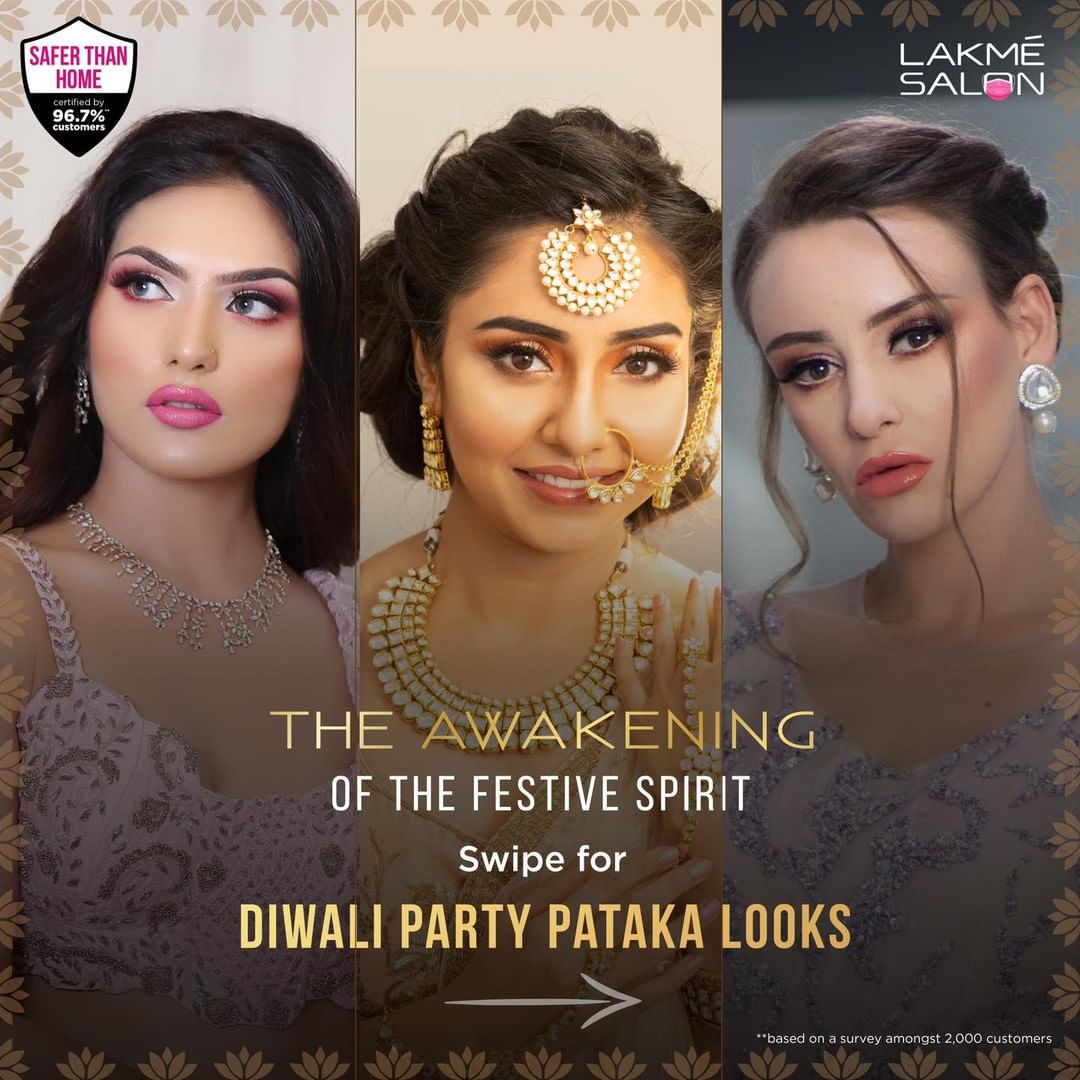 SAFER THAN
HOME
certified by
96.7%**
customers
LAKMÉ
SALON
THE AWAKENING
OF THE FESTIVE SPIRIT
Swipe for
DIWALI PARTY PATAKA LOOKS
**based on a survey amongst 2,000 customers